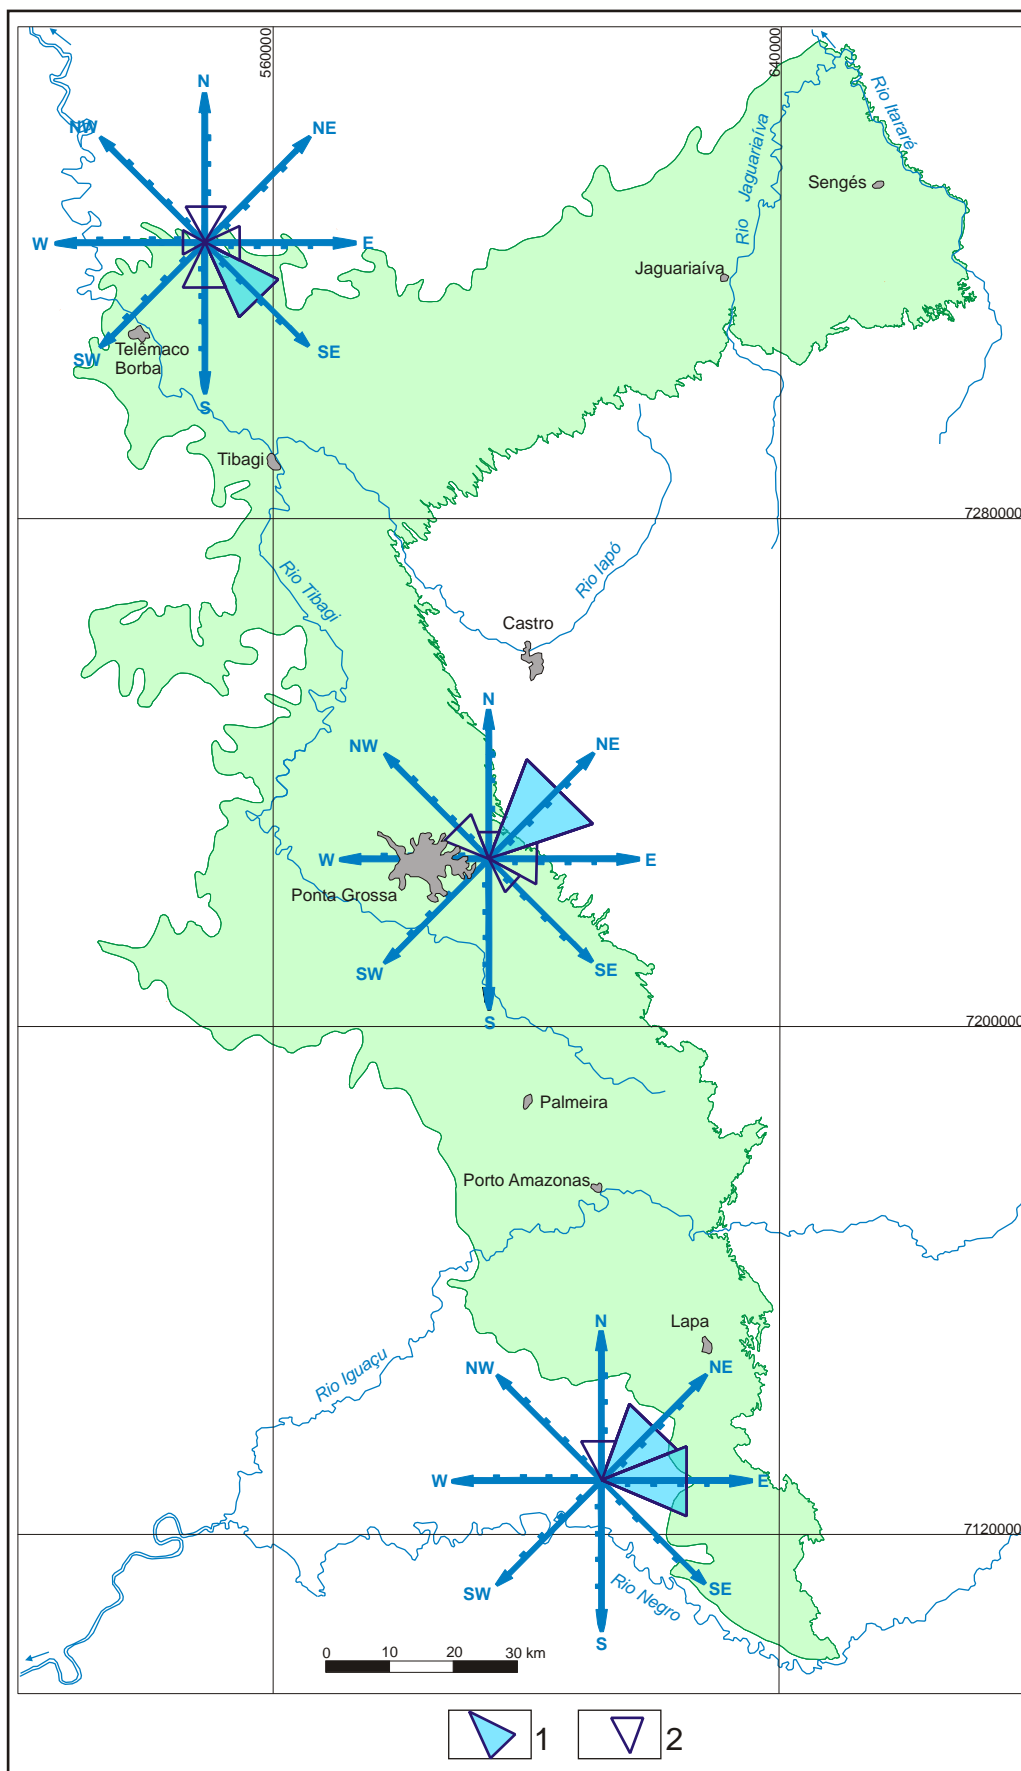 560000
640000
N
NW
NE
W
E
SW
SE
S
Rio Itararé
Rio Jaguariaíva
Sengés
Jaguariaíva
Telêmaco
Borba
Tibagi
7280000
Rio Tibagi
Rio Iapó
Castro
N
NW
NE
W
E
Ponta Grossa
SW
SE
S
7200000
Palmeira
Porto Amazonas
Rio Iguaçu
Lapa
N
NW
NE
W
E
SW
SE
S
7120000
Rio Negro
0 10 20 30 km
1
2